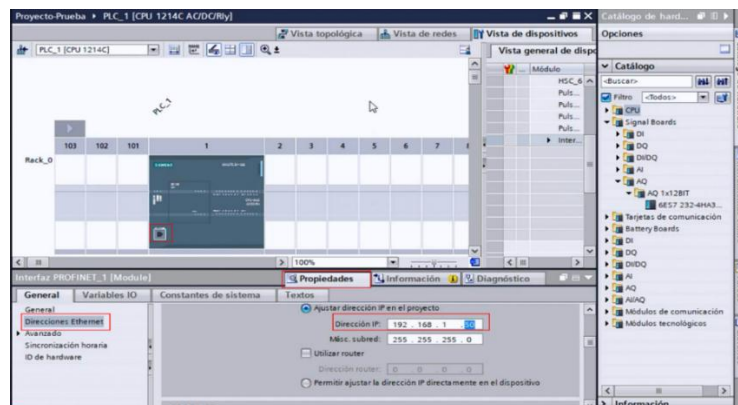 Proyecto-Prueba ▸ PLC_1 [CPU 1214C AC/DC/Rly]
Vista topológica
Vista de redes
Vista de dispositivos
PLC_1 [CPU 1214C]
Vista general de dispo
Módulo
HSC_6
Puls...
Puls...
Puls...
Puls...
Inter...
PLC_1
103 102 101 1 2 3 4 5 6 7
Rack_0
100%
Interfaz PROFINET_1 [Module]
Propiedades
Información
Diagnóstico
General
Variables IO
Constantes de sistema
Textos
General
Direcciones Ethernet
Avanzado
Sincronización horaria
ID de hardware
Ajustar dirección IP en el proyecto
Dirección IP: 192 . 168 . 1 . 50
Másc. subred: 255 . 255 . 255 . 0
Utilizar router
Dirección router: 0 . 0 . 0 . 0
Permitir ajustar la dirección IP directamente en el dispositivo
Catálogo de hard...
Opciones
Catálogo
<Buscar>
Filtro <Todos>
CPU
Signal Boards
DI
DQ
DI/DQ
AI
AQ
AQ 1x12BIT
6ES7 232-4HA3...
Tarjetas de comunicación
Battery Boards
DI
DQ
DI/DQ
AI
AQ
AI/AQ
Módulos de comunicación
Módulos tecnológicos
Información